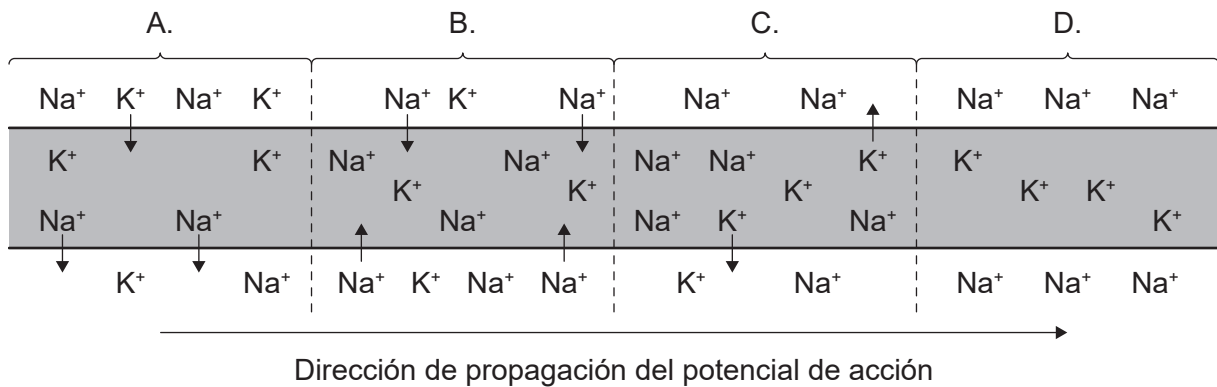 A. B. C. D.
Na⁺ K⁺ Na⁺ K⁺ Na⁺ K⁺ Na⁺ Na⁺ Na⁺ Na⁺ Na⁺ Na⁺
K⁺ K⁺ Na⁺ Na⁺ Na⁺ Na⁺ K⁺ K⁺
K⁺ K⁺ K⁺ K⁺ K⁺
Na⁺ Na⁺ Na⁺ Na⁺ K⁺ Na⁺ K⁺
K⁺ Na⁺ Na⁺ K⁺ Na⁺ Na⁺ K⁺ Na⁺ Na⁺ Na⁺ Na⁺
Dirección de propagación del potencial de acción